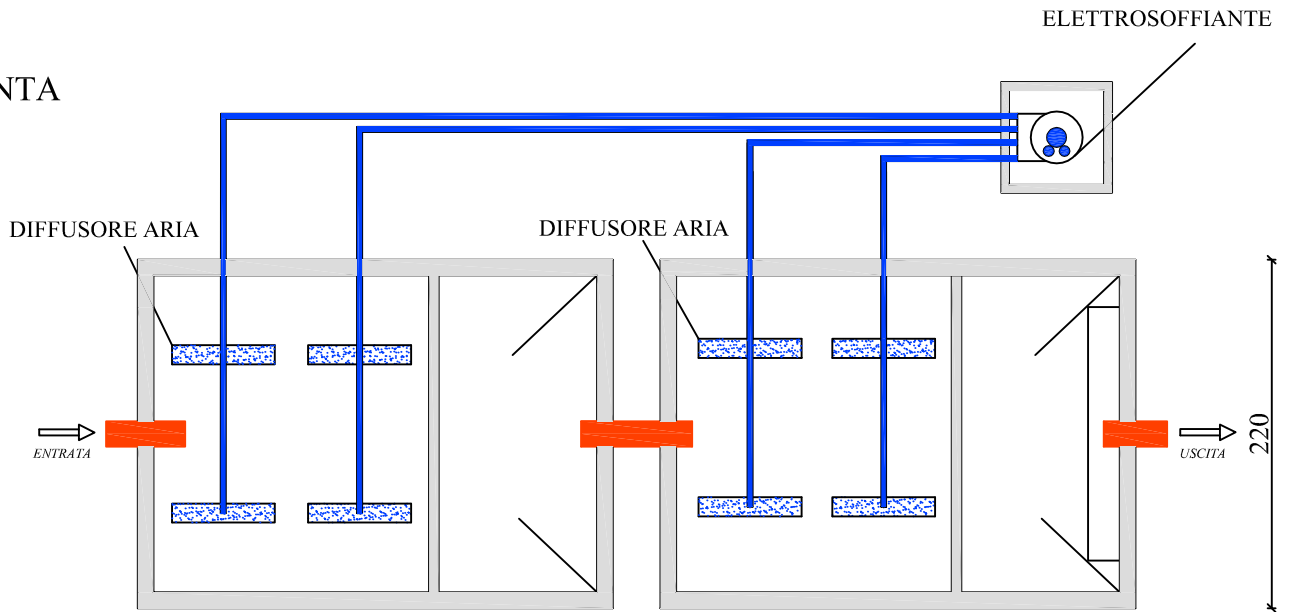 ELETTROSOFFIANTE
NTA
DIFFUSORE ARIA
DIFFUSORE ARIA
ENTRATA
USCITA
220